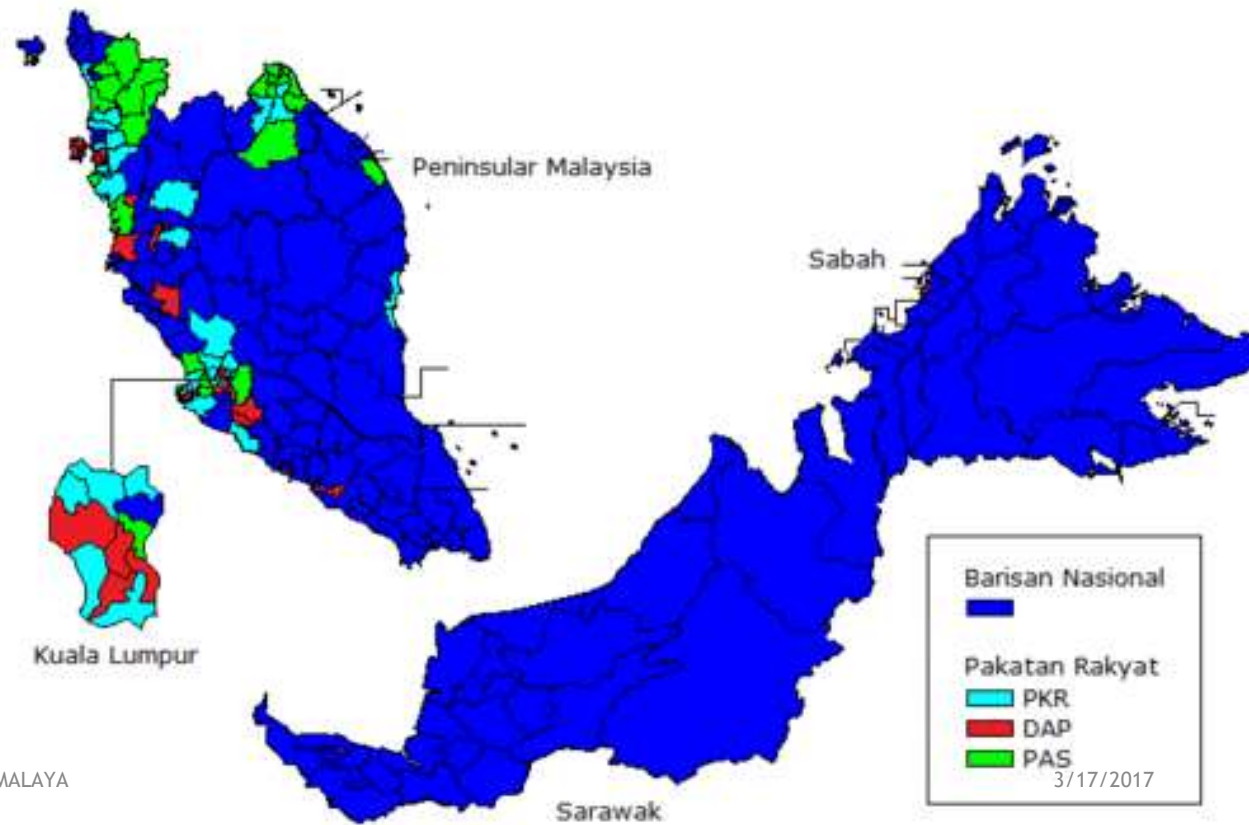 Peninsular Malaysia
Sabah
Kuala Lumpur
Barisan Nasional
Pakatan Rakyat
PKR
DAP
PAS
MALAYA
3/17/2017
Sarawak